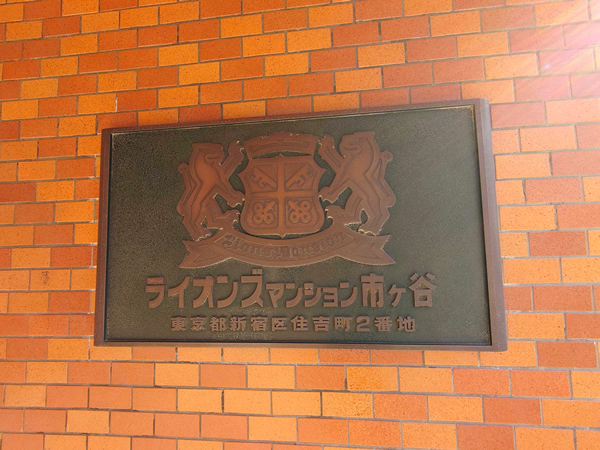 ライオンズマンション市ヶ谷
東京都新宿区住吉町2番地